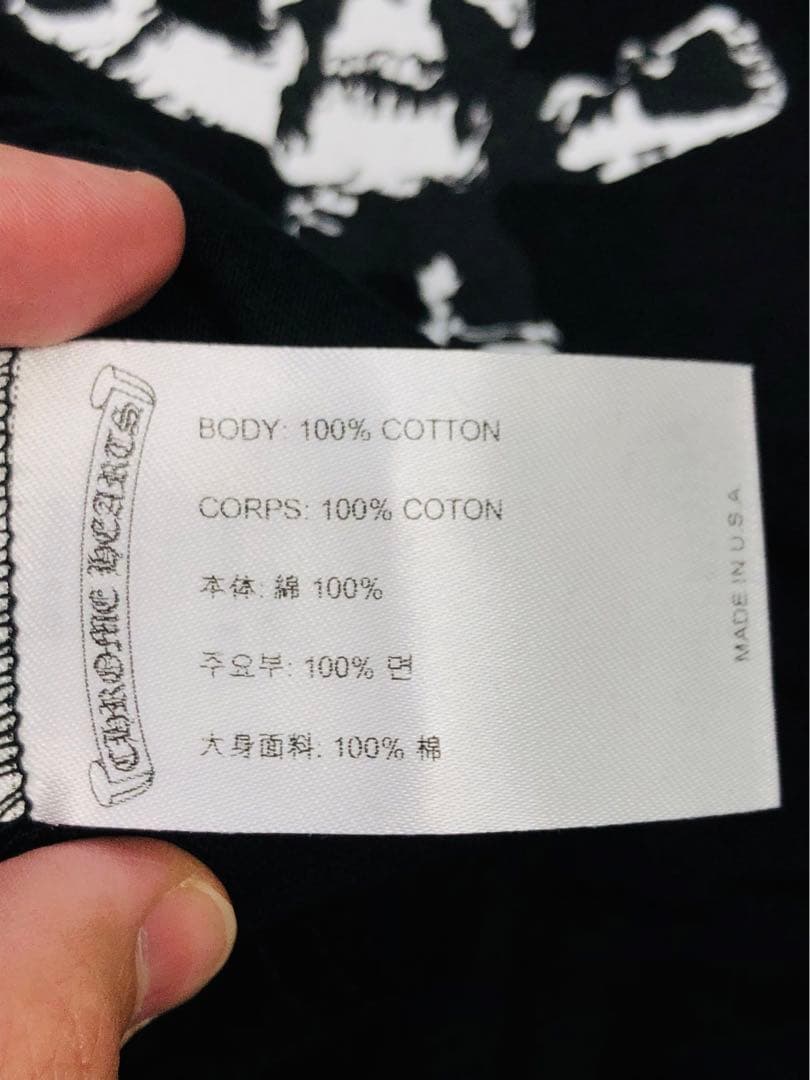 CHROME HEARTS
BODY: 100% COTTON
CORPS: 100% COTON
本体: 綿 100%
주요부: 100% 면
大身面料: 100% 棉
MADE IN U S A